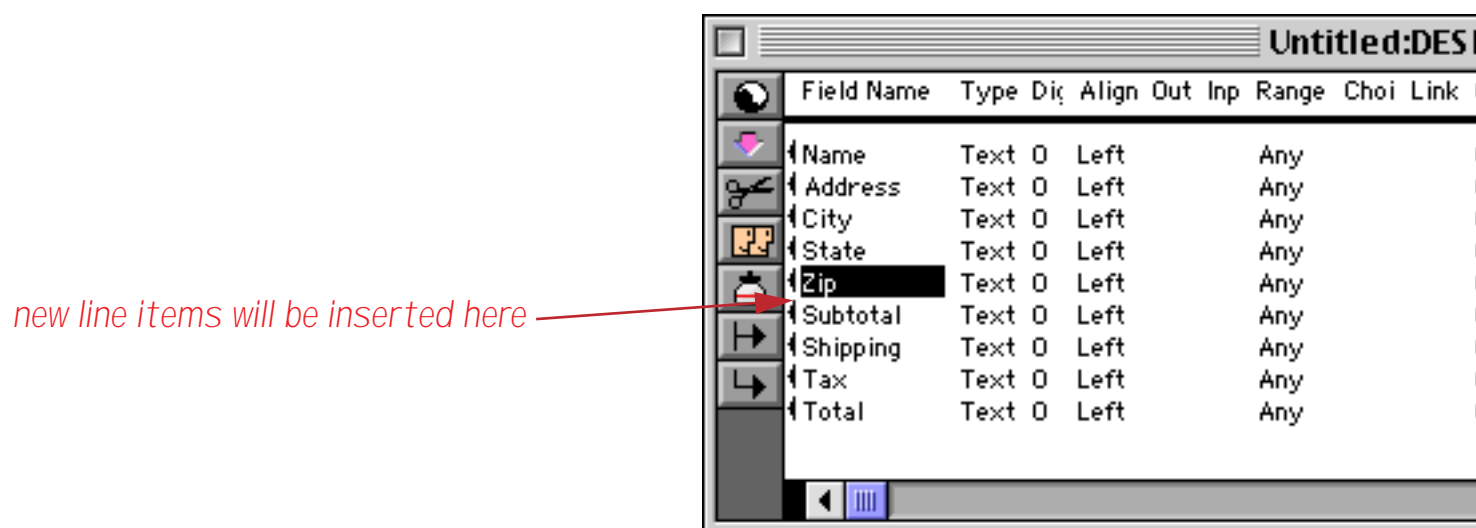 Untitled:DES
Field Name Type Dig Align Out Inp Range Choi Link
Name Text 0 Left Any
Address Text 0 Left Any
City Text 0 Left Any
State Text 0 Left Any
Zip Text 0 Left Any
new line items will be inserted here
Subtotal Text 0 Left Any
Shipping Text 0 Left Any
Tax Text 0 Left Any
Total Text 0 Left Any